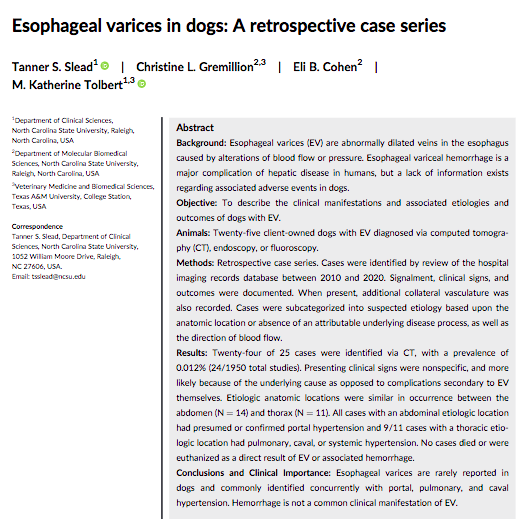 Esophageal varices in dogs: A retrospective case series
Tanner S. Slead¹ | Christine L. Gremillion²,³ | Eli B. Cohen² |
M. Katherine Tolbert¹,³
¹Department of Clinical Sciences,
North Carolina State University, Raleigh,
North Carolina, USA
²Department of Molecular Biomedical
Sciences, North Carolina State University,
Raleigh, North Carolina, USA
³Veterinary Medicine and Biomedical Sciences,
Texas A&M University, College Station,
Texas, USA
Correspondence
Tanner S. Slead, Department of Clinical
Sciences, North Carolina State University,
1052 William Moore Drive, Raleigh,
NC 27606, USA.
Email: tsslead@ncsu.edu
Abstract
Background: Esophageal varices (EV) are abnormally dilated veins in the esophagus
caused by alterations of blood flow or pressure. Esophageal variceal hemorrhage is a
major complication of hepatic disease in humans, but a lack of information exists
regarding associated adverse events in dogs.
Objective: To describe the clinical manifestations and associated etiologies and
outcomes of dogs with EV.
Animals: Twenty-five client-owned dogs with EV diagnosed via computed tomogra-
phy (CT), endoscopy, or fluoroscopy.
Methods: Retrospective case series. Cases were identified by review of the hospital
imaging records database between 2010 and 2020. Signalment, clinical signs, and
outcomes were documented. When present, additional collateral vasculature was
also recorded. Cases were subcategorized into suspected etiology based upon the
anatomic location or absence of an attributable underlying disease process, as well as
the direction of blood flow.
Results: Twenty-four of 25 cases were identified via CT, with a prevalence of
0.012% (24/1950 total studies). Presenting clinical signs were nonspecific, and more
likely because of the underlying cause as opposed to complications secondary to EV
themselves. Etiologic anatomic locations were similar in occurrence between the
abdomen (N = 14) and thorax (N = 11). All cases with an abdominal etiologic location
had presumed or confirmed portal hypertension and 9/11 cases with a thoracic etio-
logic location had pulmonary, caval, or systemic hypertension. No cases died or were
euthanized as a direct result of EV or associated hemorrhage.
Conclusions and Clinical Importance: Esophageal varices are rarely reported in
dogs and commonly identified concurrently with portal, pulmonary, and caval
hypertension. Hemorrhage is not a common clinical manifestation of EV.